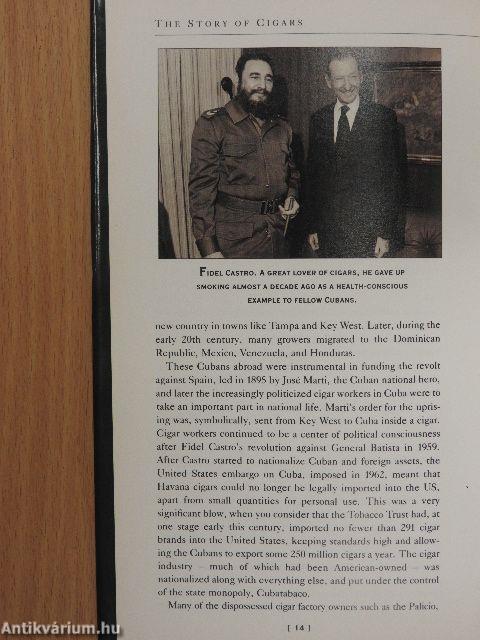 THE STORY OF CIGARS
FIDEL CASTRO. A GREAT LOVER OF CIGARS, HE GAVE UP
SMOKING ALMOST A DECADE AGO AS A HEALTH-CONSCIOUS
EXAMPLE TO FELLOW CUBANS.
new country in towns like Tampa and Key West. Later, during the
early 20th century, many growers migrated to the Dominican
Republic, Mexico, Venezuela, and Honduras.
These Cubans abroad were instrumental in funding the revolt
against Spain, led in 1895 by José Marti, the Cuban national hero,
and later the increasingly politicized cigar workers in Cuba were to
take an important part in national life. Marti's order for the upris-
ing was, symbolically, sent from Key West to Cuba inside a cigar.
Cigar workers continued to be a center of political consciousness
after Fidel Castro's revolution against General Batista in 1959.
After Castro started to nationalize Cuban and foreign assets, the
United States embargo on Cuba, imposed in 1962, meant that
Havana cigars could no longer be legally imported into the US,
apart from small quantities for personal use. This was a very
significant blow, when you consider that the Tobacco Trust had, at
one stage early this century, imported no fewer than 291 cigar
brands into the United States, keeping standards high and allow-
ing the Cubans to export some 250 million cigars a year. The cigar
industry – much of which had been American-owned – was
nationalized along with everything else, and put under the control
of the state monopoly, Cubatabaco.
Many of the dispossessed cigar factory owners such as the Palicio,
[ 14 ]
Antikvárium.hu